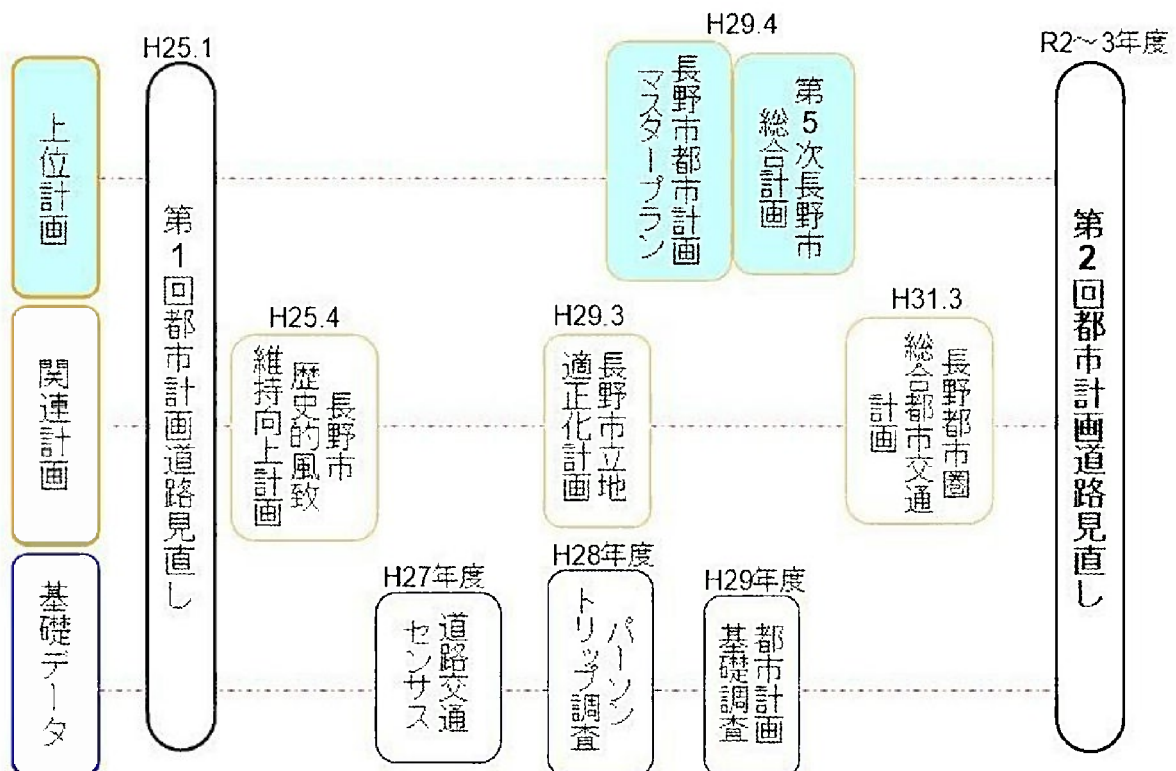 H25.1
H29.4
R2～3年度
上位計画
第1回都市計画道路見直し
長野市都市計画
マスタープラン
第5次長野市
総合計画
第2回都市計画道路見直し
関連計画
H25.4
長野市
歴史的風致
維持向上計画
H29.3
長野市立地
適正化計画
H31.3
長野都市圏
総合都市交通
計画
基礎データ
H27年度
道路交通
センサス
H28年度
パーソン
トリップ調査
H29年度
都市計画
基礎調査